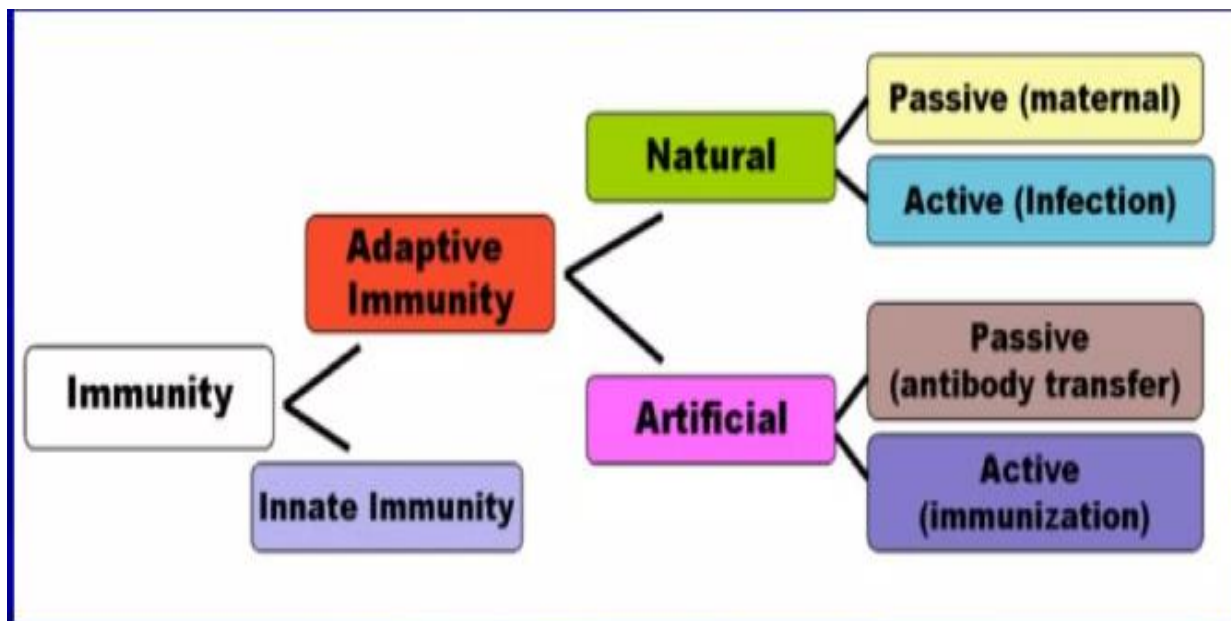 Immunity
Adaptive
Immunity
Innate Immunity
Natural
Artificial
Passive (maternal)
Active (Infection)
Passive
(antibody transfer)
Active
(immunization)